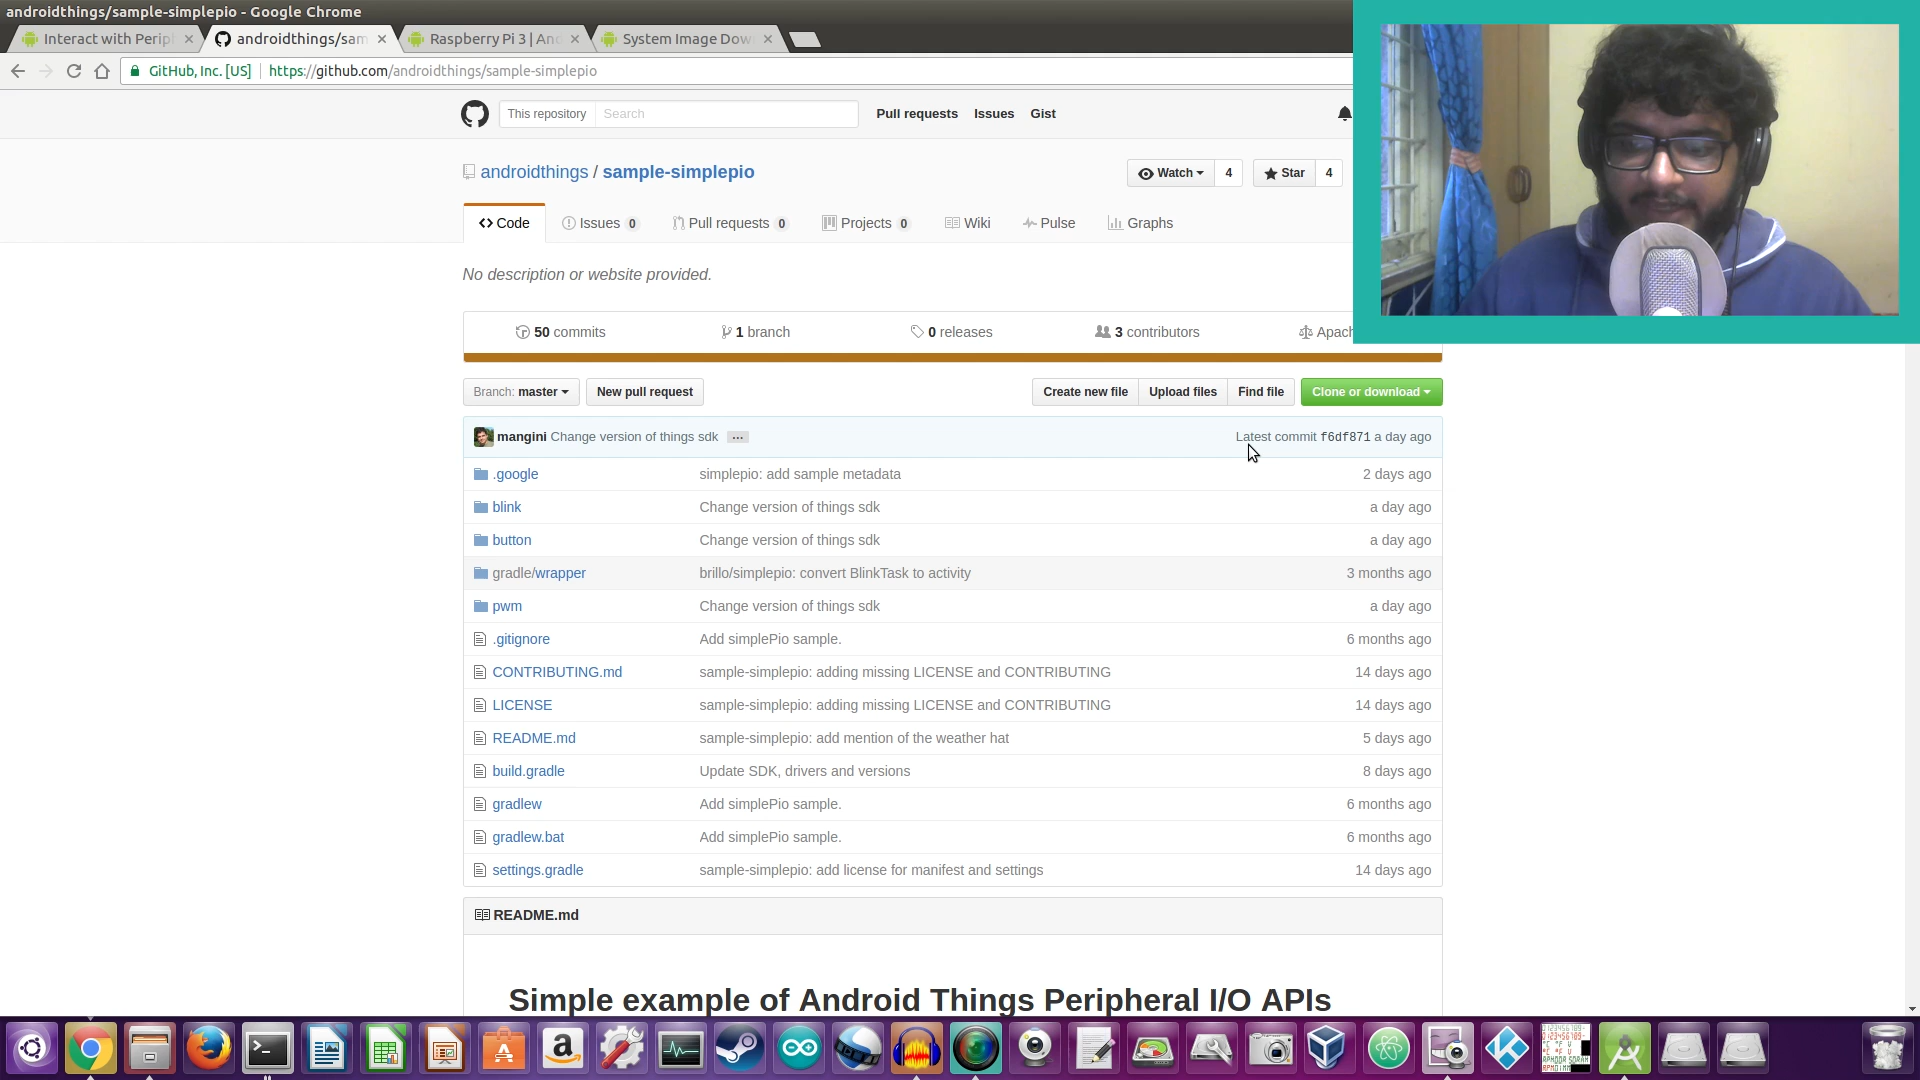 androidthings/sample-simplepio - Google Chrome
Interact with Periph
androidthings/sam
Raspberry Pi 3 | And
System Image Dow
GitHub, Inc. [US]
https://github.com/androidthings/sample-simplepio
This repository Search
Pull requests Issues Gist
androidthings / sample-simplepio
Watch 4 Star 4
Code Issues 0 Pull requests 0 Projects 0 Wiki Pulse Graphs
No description or website provided.
50 commits 1 branch 0 releases 3 contributors Apach
Branch: master New pull request Create new file Upload files Find file Clone or download
mangini Change version of things sdk ... Latest commit f6df871 a day ago
.google simplepio: add sample metadata 2 days ago
blink Change version of things sdk a day ago
button Change version of things sdk a day ago
gradle/wrapper brillo/simplepio: convert BlinkTask to activity 3 months ago
pwm Change version of things sdk a day ago
.gitignore Add simplePio sample. 6 months ago
CONTRIBUTING.md sample-simplepio: adding missing LICENSE and CONTRIBUTING 14 days ago
LICENSE sample-simplepio: adding missing LICENSE and CONTRIBUTING 14 days ago
README.md sample-simplepio: add mention of the weather hat 5 days ago
build.gradle Update SDK, drivers and versions 8 days ago
gradlew Add simplePio sample. 6 months ago
gradlew.bat Add simplePio sample. 6 months ago
settings.gradle sample-simplepio: add license for manifest and settings 14 days ago
README.md
Simple example of Android Things Peripheral I/O APIs